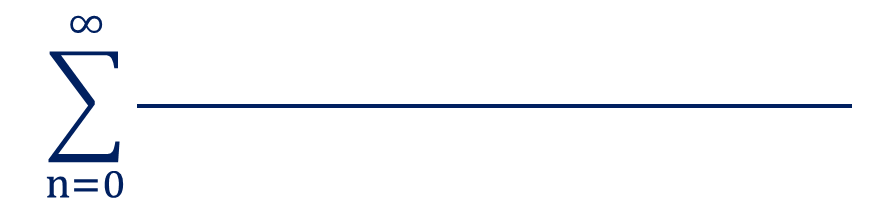 ∞
∑
n=0